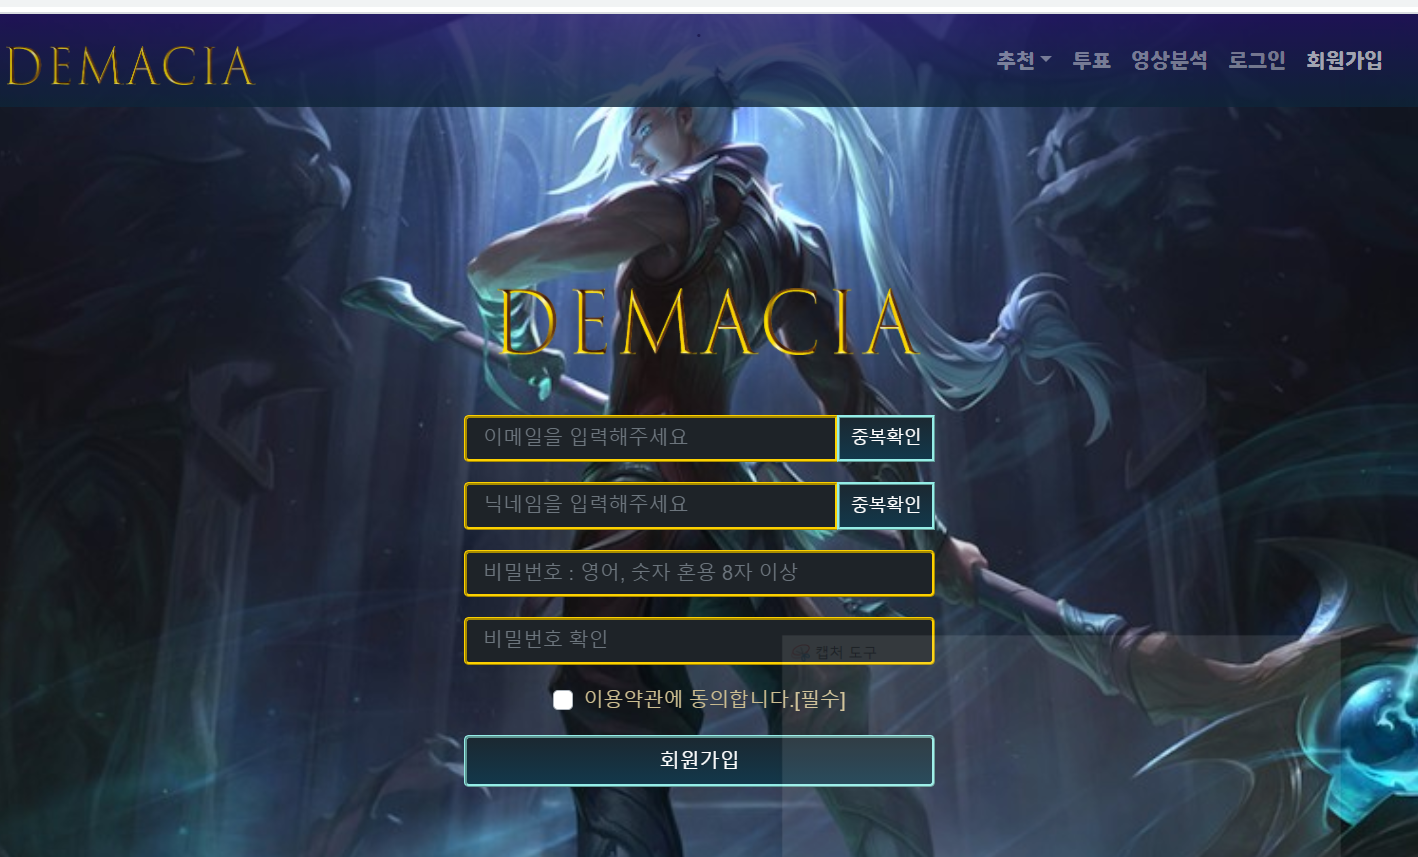 DEMACIA
추천 투표 영상분석 로그인 회원가입
DEMACIA
이메일을 입력해주세요 중복확인
닉네임을 입력해주세요 중복확인
비밀번호 : 영어, 숫자 혼용 8자 이상
비밀번호 확인
캡처 도구
이용약관에 동의합니다.[필수]
회원가입